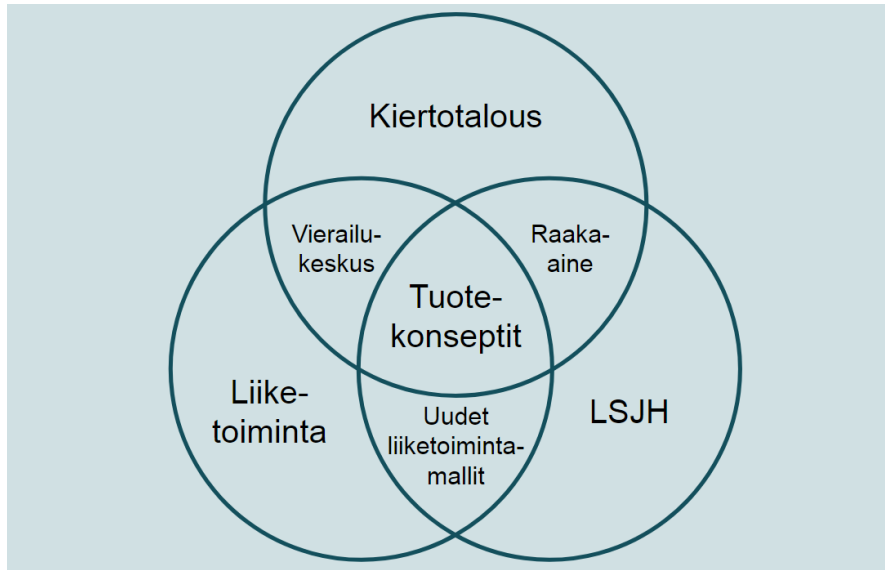 Kiertotalous
Vierailu-
keskus
Raaka-
aine
Tuote-
konseptit
Liike-
toiminta
Uudet
liiketoiminta-
mallit
LSJH